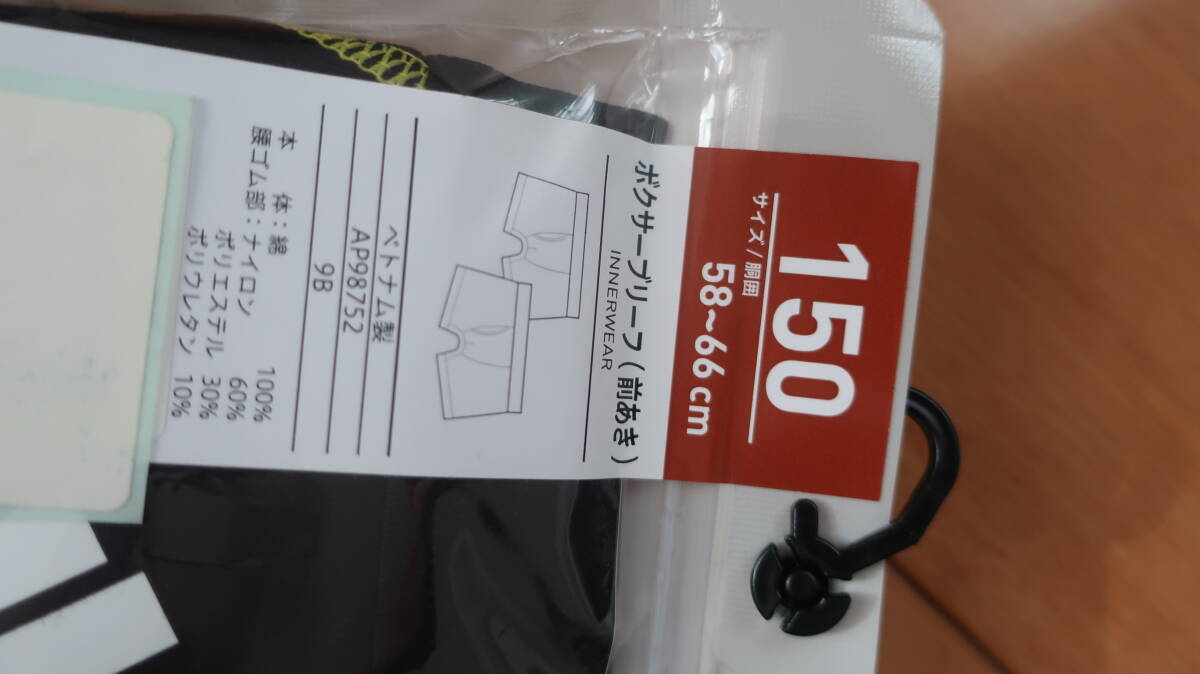 150
サイズ/胴囲
58~66cm
ボクサーブリーフ(前あき)
INNERWEAR
ベトナム製
AP98752
9B
本　体:綿 100%
腰ゴム部:ナイロン 60%
ポリエステル 30%
ポリウレタン 10%